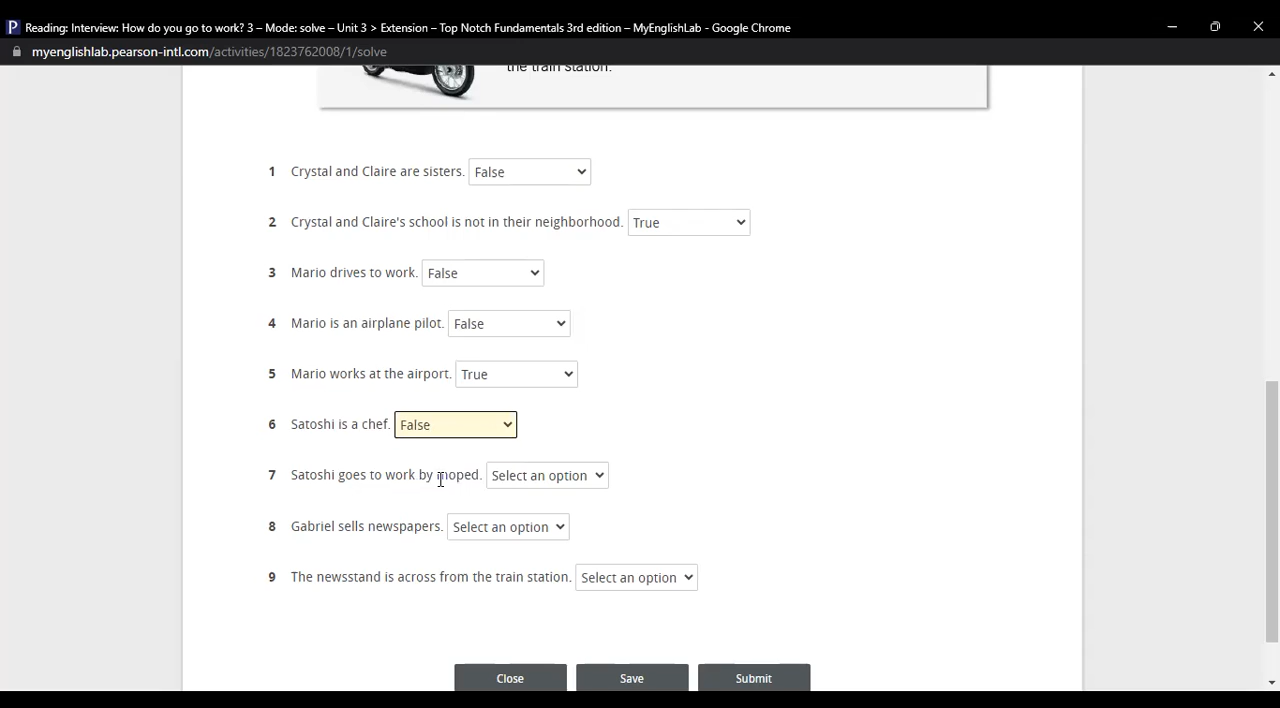 Reading: Interview: How do you go to work? 3 – Mode: solve – Unit 3 > Extension – Top Notch Fundamentals 3rd edition – MyEnglishLab - Google Chrome
myenglishlab.pearson-intl.com/activities/1823762008/1/solve
the train station.
1 Crystal and Claire are sisters. False
2 Crystal and Claire's school is not in their neighborhood. True
3 Mario drives to work. False
4 Mario is an airplane pilot. False
5 Mario works at the airport. True
6 Satoshi is a chef. False
7 Satoshi goes to work by moped. Select an option
8 Gabriel sells newspapers. Select an option
9 The newsstand is across from the train station. Select an option
Close Save Submit